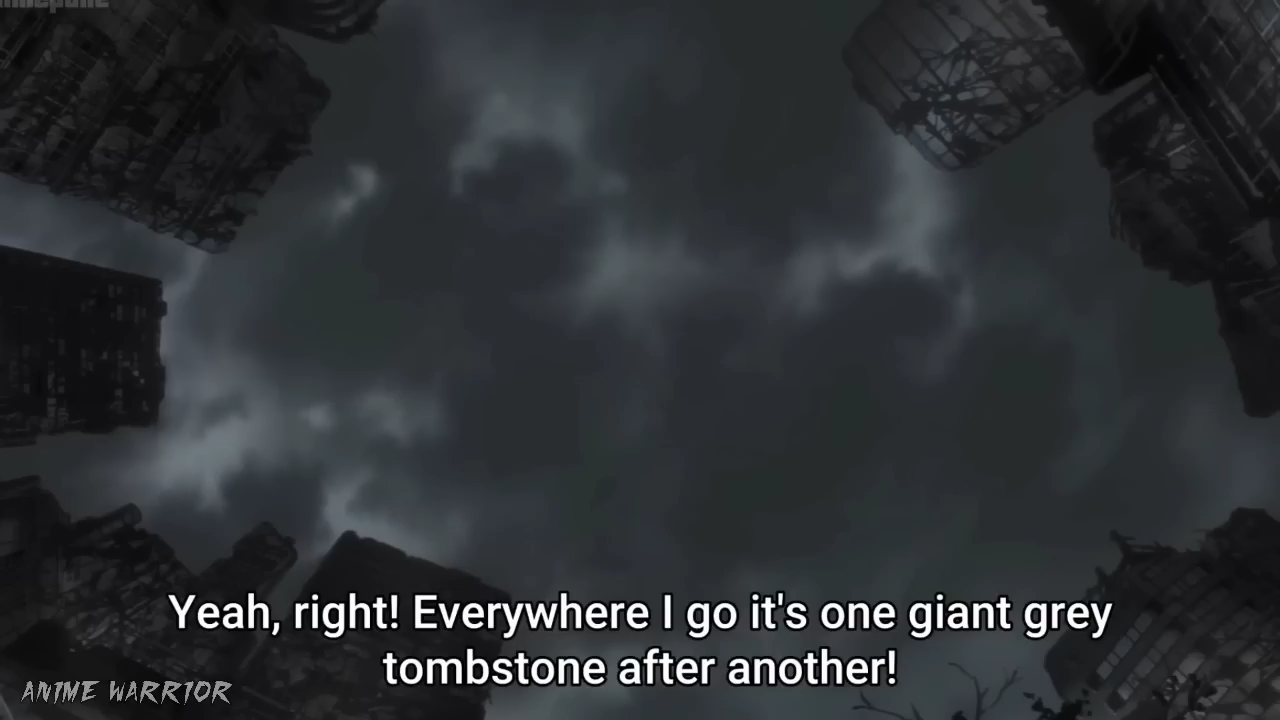 Yeah, right! Everywhere I go it's one giant grey
tombstone after another!
ANIME WARRIOR